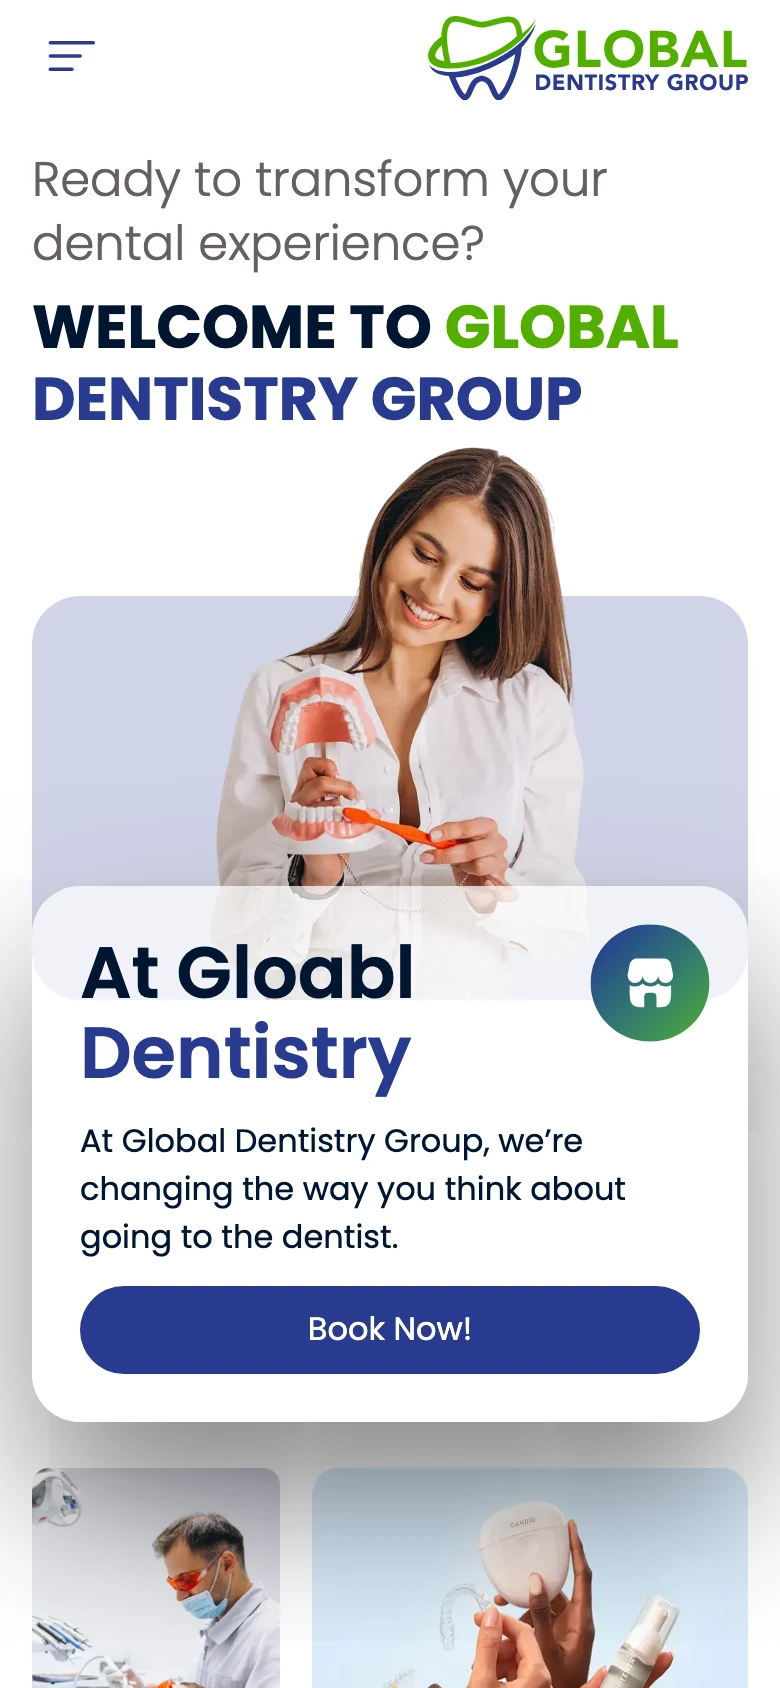 GLOBAL
DENTISTRY GROUP
Ready to transform your
dental experience?
WELCOME TO GLOBAL
DENTISTRY GROUP
At Gloabl
Dentistry
At Global Dentistry Group, we’re
changing the way you think about
going to the dentist.
Book Now!
CANDID